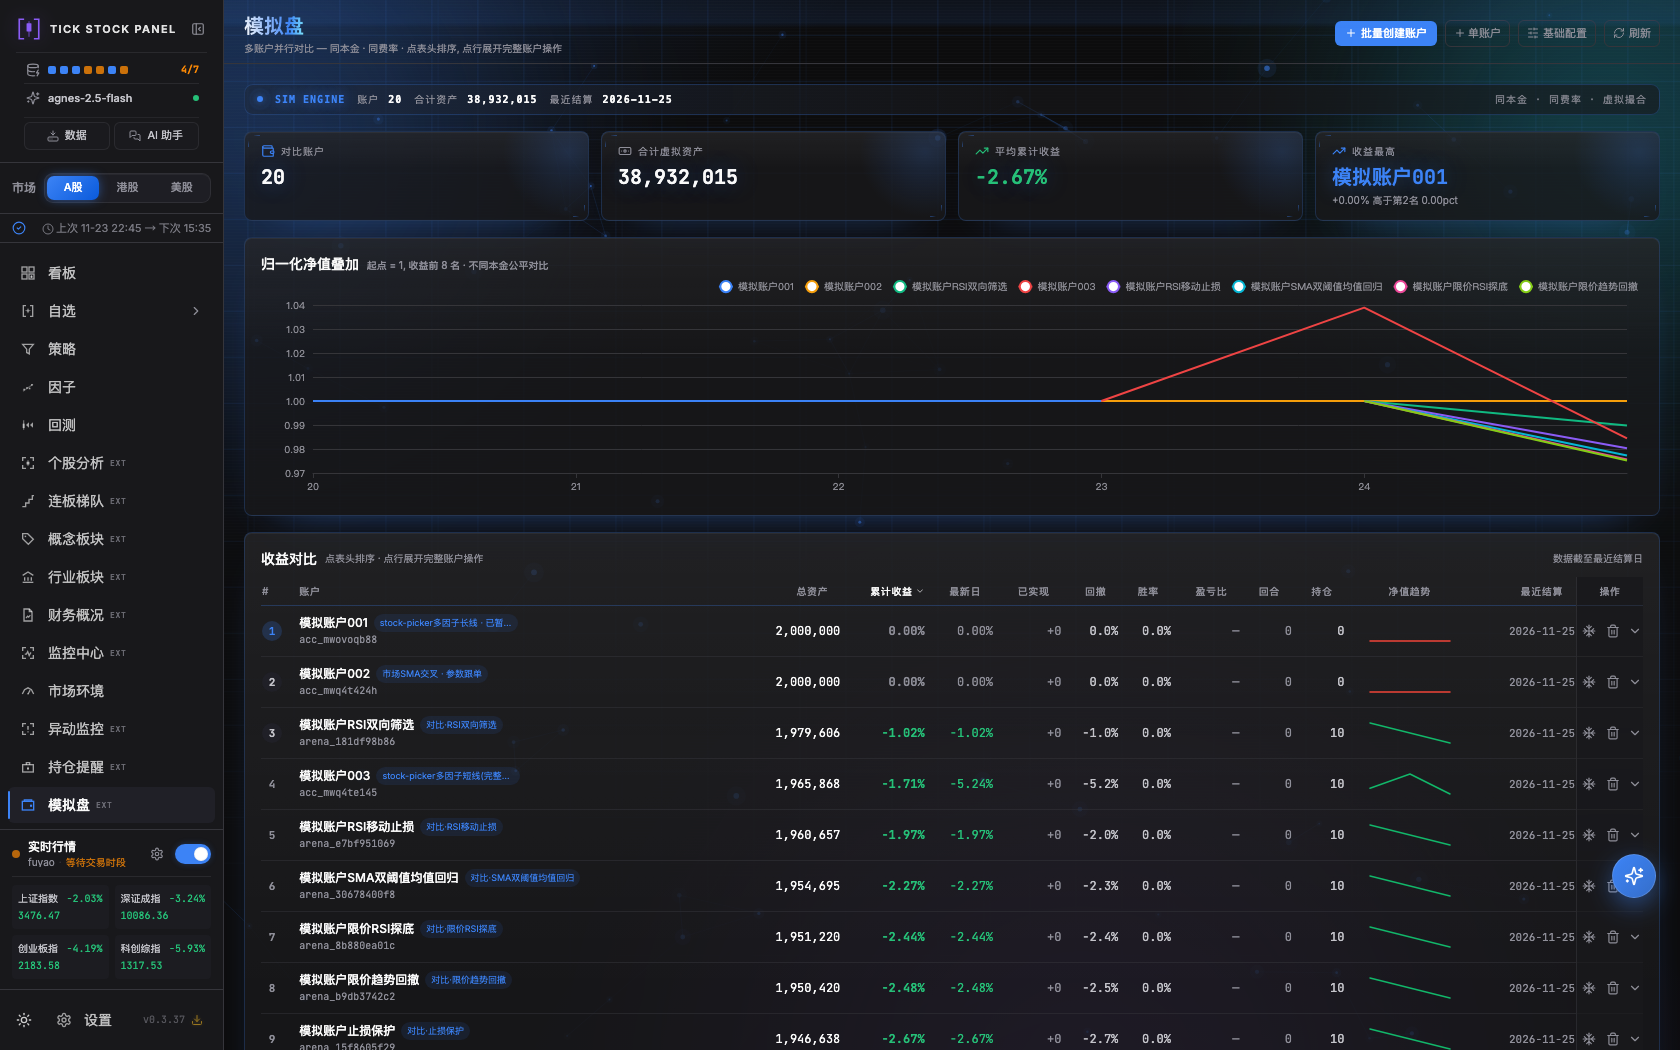 TICK STOCK PANEL
4/7
agnes-2.5-flash
数据
AI 助手
市场
A股
港股
美股
上次 11-23 22:45 → 下次 15:35
看板
自选
策略
因子
回测
个股分析 EXT
连板梯队 EXT
概念板块 EXT
行业板块 EXT
财务概况 EXT
监控中心 EXT
市场环境
异动监控 EXT
持仓提醒 EXT
模拟盘 EXT
实时行情
fuyao · 等待交易时段
上证指数 -2.03%
3476.47
深证成指 -3.24%
10086.36
创业板指 -4.19%
2183.58
科创综指 -5.93%
1317.53
设置
v0.3.37
模拟盘
多账户并行对比 — 同本金 · 同费率 · 点表头排序, 点行展开完整账户操作
+ 批量创建账户
+ 单账户
基础配置
刷新
SIM ENGINE 账户 20 合计资产 38,932,015 最近结算 2026-11-25
同本金 · 同费率 · 虚拟撮合
对比账户
20
合计虚拟资产
38,932,015
平均累计收益
-2.67%
收益最高
模拟账户001
+0.00% 高于第2名 0.00pct
归一化净值叠加 起点 = 1, 收益前 8 名 · 不同本金公平对比
模拟账户001
模拟账户002
模拟账户RSI双向筛选
模拟账户003
模拟账户RSI移动止损
模拟账户SMA双阈值均值回归
模拟账户限价RSI探底
模拟账户限价趋势回撤
1.04
1.03
1.02
1.01
1.00
0.99
0.98
0.97
20 21 22 23 24
收益对比 点表头排序 · 点行展开完整账户操作
数据截至最近结算日
# 账户 总资产 累计收益 最新日 已实现 回撤 胜率 盈亏比 回合 持仓 净值趋势 最近结算 操作
1 模拟账户001 stock-picker多因子长线 · 已暂...
acc_mwovoqb88
2,000,000 0.00% 0.00% +0 0.0% 0.0% — 0 0 2026-11-25
2 模拟账户002 市场SMA交叉 · 参数跟单
acc_mwq4t424h
2,000,000 0.00% 0.00% +0 0.0% 0.0% — 0 0 2026-11-25
3 模拟账户RSI双向筛选 对比·RSI双向筛选
arena_181df98b86
1,979,606 -1.02% -1.02% +0 -1.0% 0.0% — 0 10 2026-11-25
4 模拟账户003 stock-picker多因子短线(完整...
acc_mwq4te145
1,965,868 -1.71% -5.24% +0 -5.2% 0.0% — 0 10 2026-11-25
5 模拟账户RSI移动止损 对比·RSI移动止损
arena_e7bf951069
1,960,657 -1.97% -1.97% +0 -2.0% 0.0% — 0 10 2026-11-25
6 模拟账户SMA双阈值均值回归 对比·SMA双阈值均值回归
arena_30678400f8
1,954,695 -2.27% -2.27% +0 -2.3% 0.0% — 0 10 2026-11-25
7 模拟账户限价RSI探底 对比·限价RSI探底
arena_8b880ea01c
1,951,220 -2.44% -2.44% +0 -2.4% 0.0% — 0 10 2026-11-25
8 模拟账户限价趋势回撤 对比·限价趋势回撤
arena_b9db3742c2
1,950,420 -2.48% -2.48% +0 -2.5% 0.0% — 0 10 2026-11-25
9 模拟账户止损保护 对比·止损保护
arena_15f8605f29
1,946,638 -2.67% -2.67% +0 -2.7% 0.0% — 0 10 2026-11-25